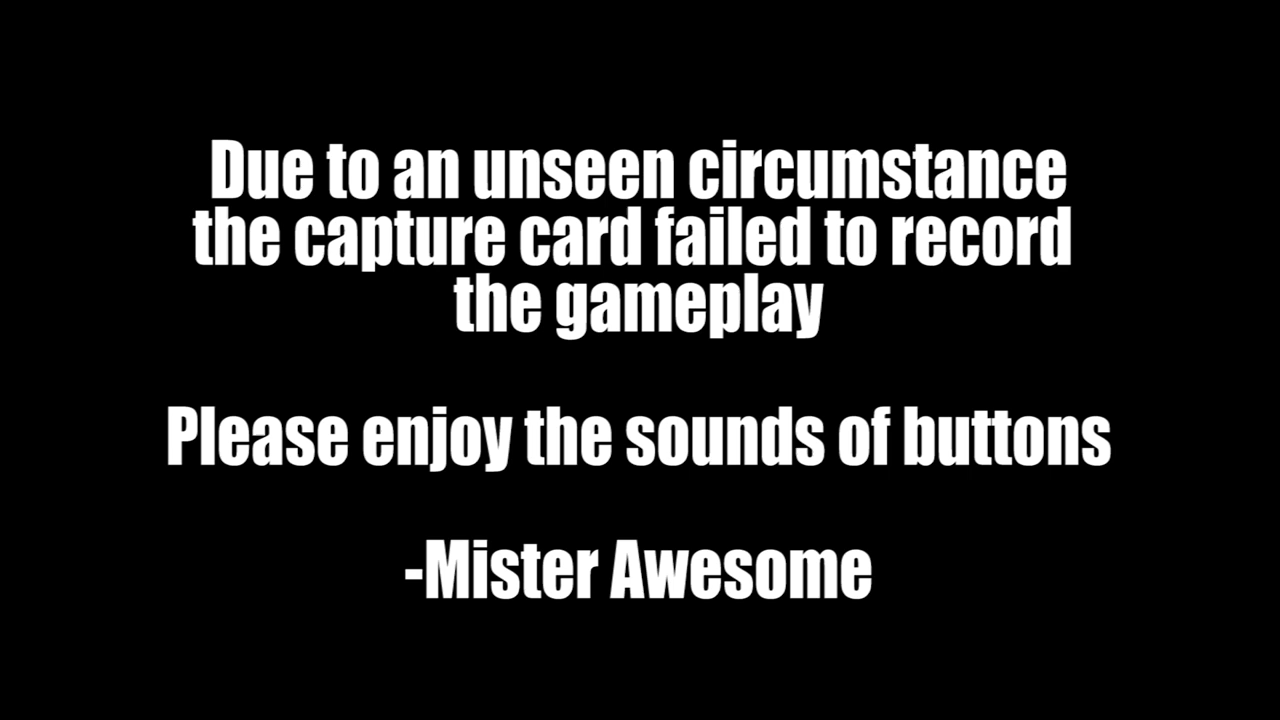 Due to an unseen circumstance
the capture card failed to record
the gameplay
Please enjoy the sounds of buttons
-Mister Awesome